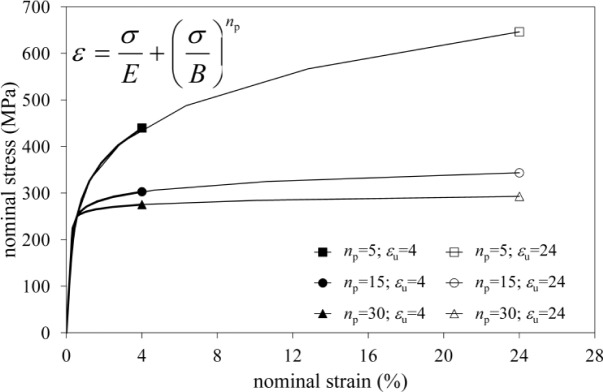 700
600
500
400
300
200
100
0
nominal stress (MPa)
ε = σ/E + (σ/B)^np
np=5; εu=4
np=5; εu=24
np=15; εu=4
np=15; εu=24
np=30; εu=4
np=30; εu=24
0 4 8 12 16 20 24 28
nominal strain (%)